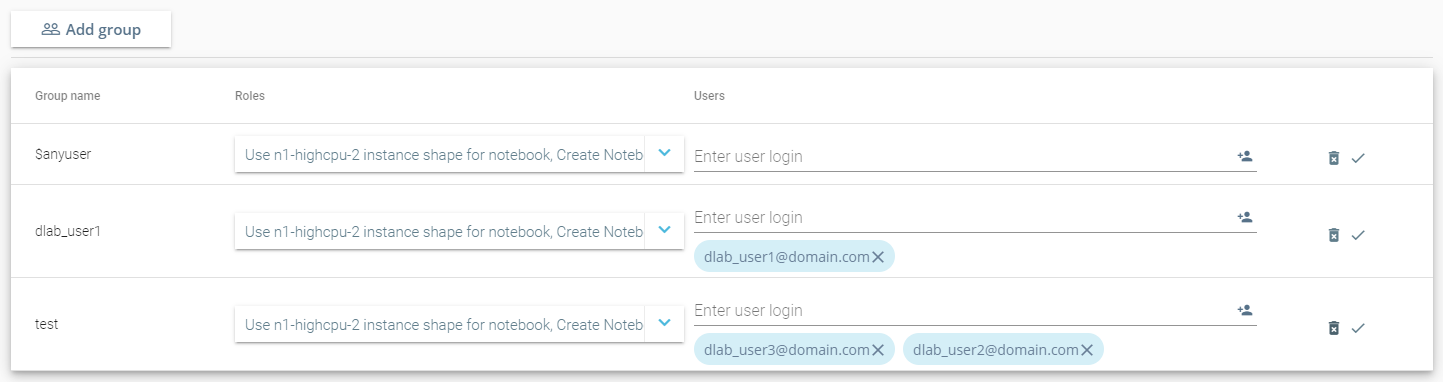 Add group
Group name Roles Users
$anyuser Use n1-highcpu-2 instance shape for notebook, Create Noteb Enter user login
dlab_user1 Use n1-highcpu-2 instance shape for notebook, Create Noteb Enter user login
dlab_user1@domain.com
test Use n1-highcpu-2 instance shape for notebook, Create Noteb Enter user login
dlab_user3@domain.com dlab_user2@domain.com